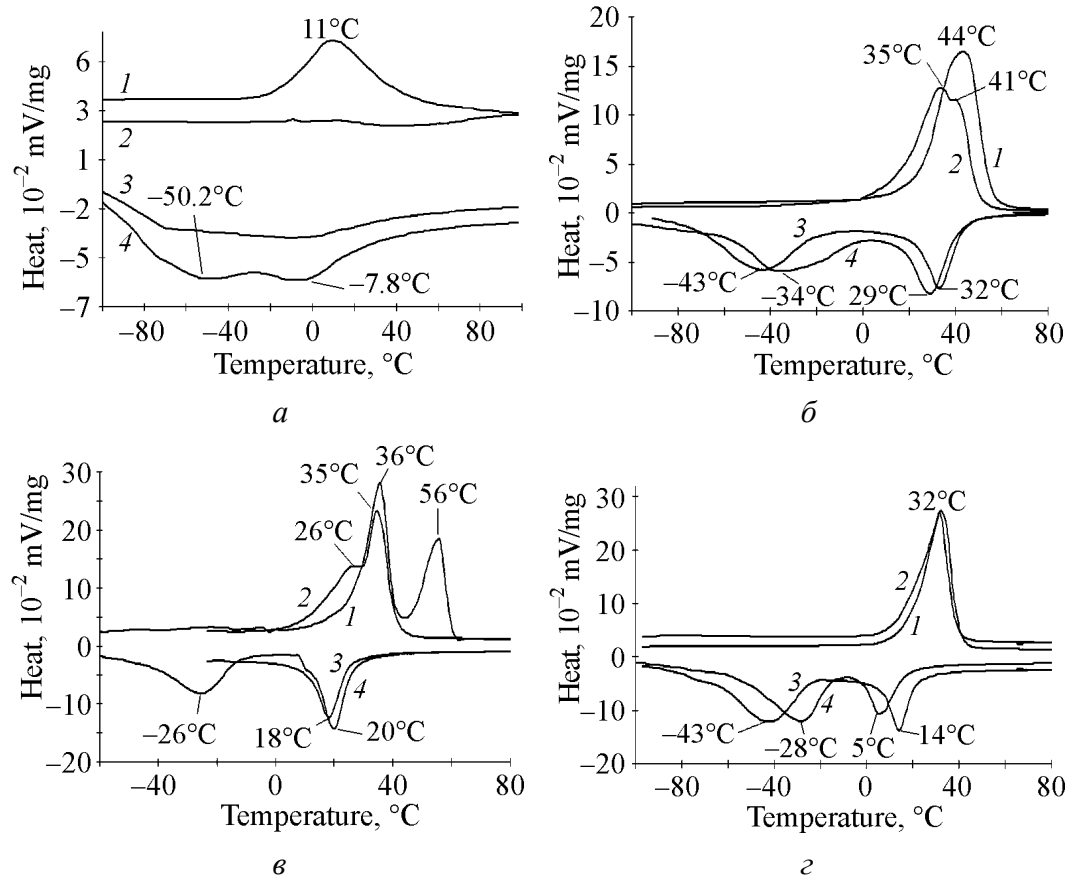 11°C
6
1
3
2
1
3
−50.2°C
−2
4
−5
−7.8°C
−7
−80
−40
0
40
80
Heat, 10⁻² mV/mg
Temperature, °C
а
20
44°C
35°C
15
41°C
10
2
1
5
0
3
4
−5
−43°C
−34°C
29°C
32°C
−10
−80
−40
0
40
80
Heat, 10⁻² mV/mg
Temperature, °C
б
36°C
35°C
30
56°C
26°C
20
2
10
1
0
3
4
−10
−26°C
18°C
20°C
−20
−40
0
40
80
Heat, 10⁻² mV/mg
Temperature, °C
в
32°C
30
20
2
10
1
0
3
4
−10
−43°C
−28°C
5°C
14°C
−20
−80
−40
0
40
80
Heat, 10⁻² mV/mg
Temperature, °C
г